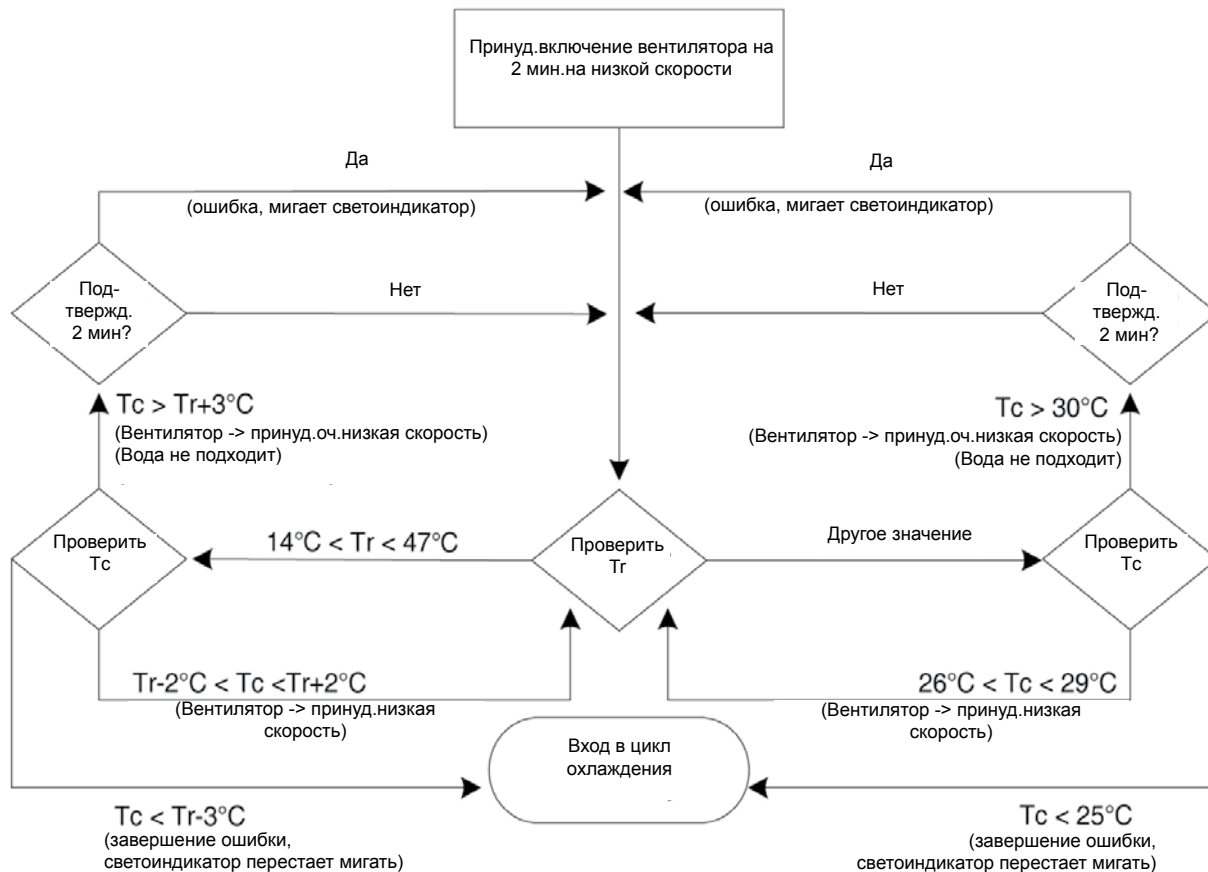 Принуд.включение вентилятора на
2 мин.на низкой скорости
Да
Да
(ошибка, мигает светоиндикатор)
(ошибка, мигает светоиндикатор)
Под-
твержд.
2 мин?
Нет
Нет
Под-
твержд.
2 мин?
Tc > Tr+3°C
(Вентилятор -> принуд.оч.низкая скорость)
(Вода не подходит)
Tc > 30°C
(Вентилятор -> принуд.оч.низкая скорость)
(Вода не подходит)
Проверить
Tc
14°C < Tr < 47°C
Проверить
Tr
Другое значение
Проверить
Tc
Tr-2°C < Tc <Tr+2°C
(Вентилятор -> принуд.низкая
скорость)
26°C < Tc < 29°C
(Вентилятор -> принуд.низкая
скорость)
Вход в цикл
охлаждения
Tc < Tr-3°C
(завершение ошибки,
светоиндикатор перестает мигать)
Tc < 25°C
(завершение ошибки,
светоиндикатор перестает мигать)